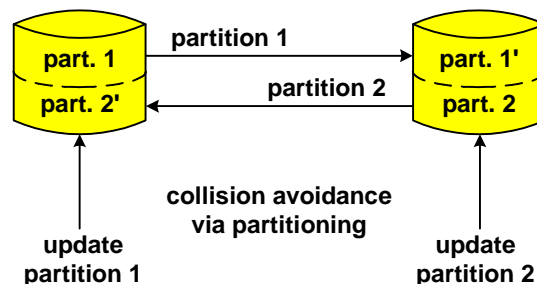 partition 1
part. 1
part. 1'
partition 2
part. 2'
part. 2
collision avoidance
via partitioning
update
partition 1
update
partition 2